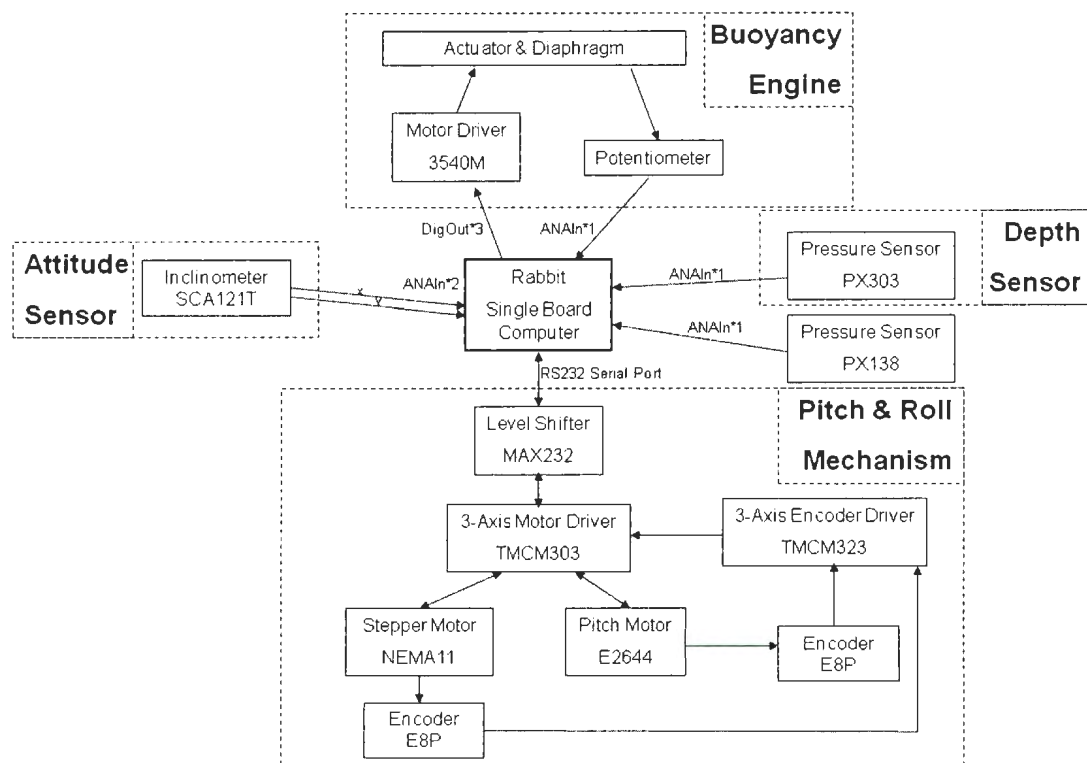 Buoyancy
Engine
Actuator & Diaphragm
Motor Driver
3540M
Potentiometer
DigOut*3
ANAIn*1
Attitude
Sensor
Inclinometer
SCA121T
x
y
ANAIn*2
Rabbit
Single Board
Computer
ANAIn*1
Pressure Sensor
PX303
Depth
Sensor
ANAIn*1
Pressure Sensor
PX138
RS232 Serial Port
Pitch & Roll
Mechanism
Level Shifter
MAX232
3-Axis Motor Driver
TMCM303
3-Axis Encoder Driver
TMCM323
Stepper Motor
NEMA11
Pitch Motor
E2644
Encoder
E8P
Encoder
E8P